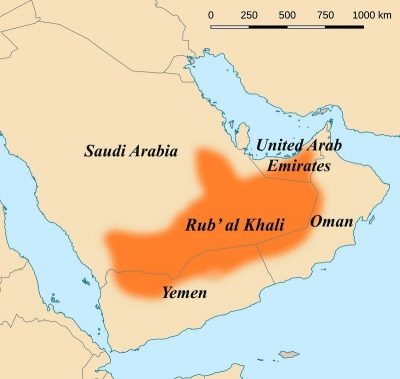 0 250 500 750 1000 km
Saudi Arabia
United Arab
Emirates
Rub' al Khali
Oman
Yemen